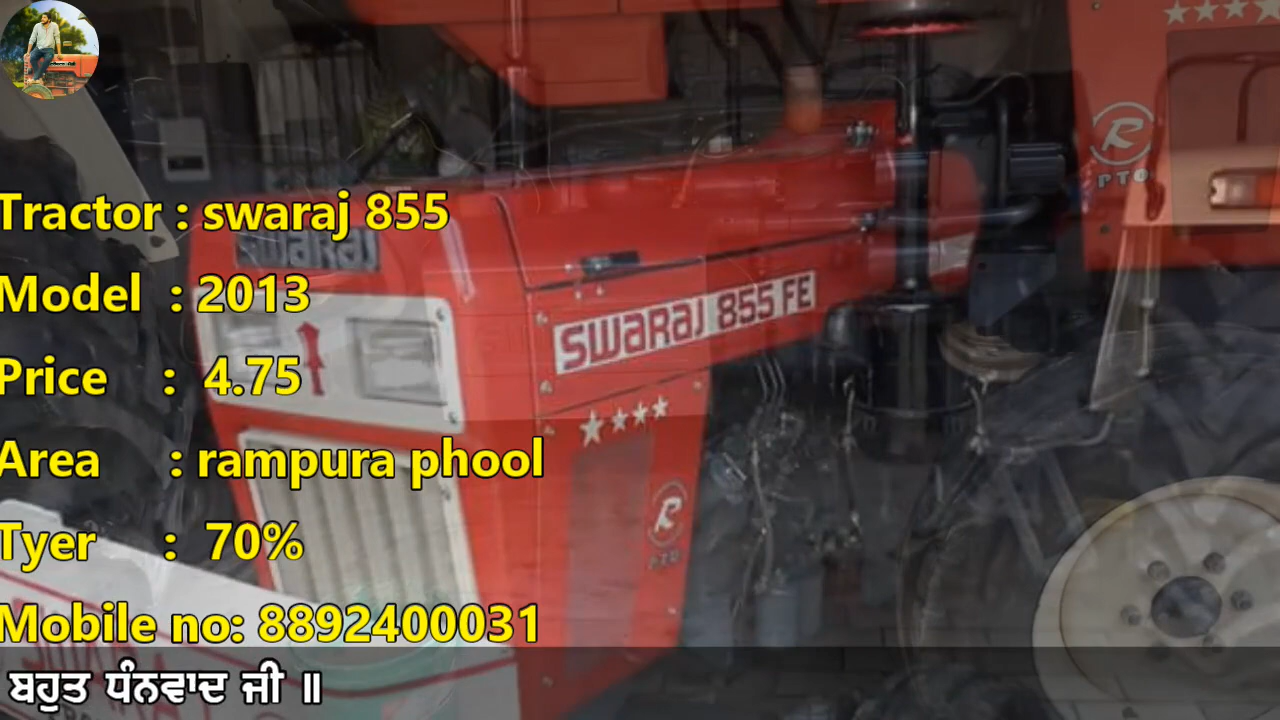 Tractor : swaraj 855
Model : 2013
Price : 4.75
Area : rampura phool
Tyer : 70%
Mobile no: 8892400031
ਬਹੁਤ ਧੰਨਵਾਦ ਜੀ ॥
swaraj
swaraj 855 FE
R
PTO
R
PTO